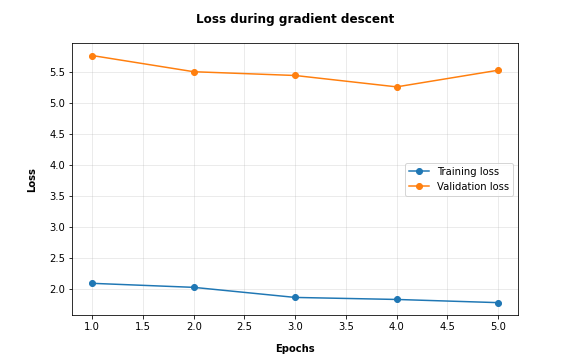 Loss during gradient descent
5.5
5.0
4.5
4.0
3.5
3.0
2.5
2.0
Loss
Training loss
Validation loss
1.0 1.5 2.0 2.5 3.0 3.5 4.0 4.5 5.0
Epochs